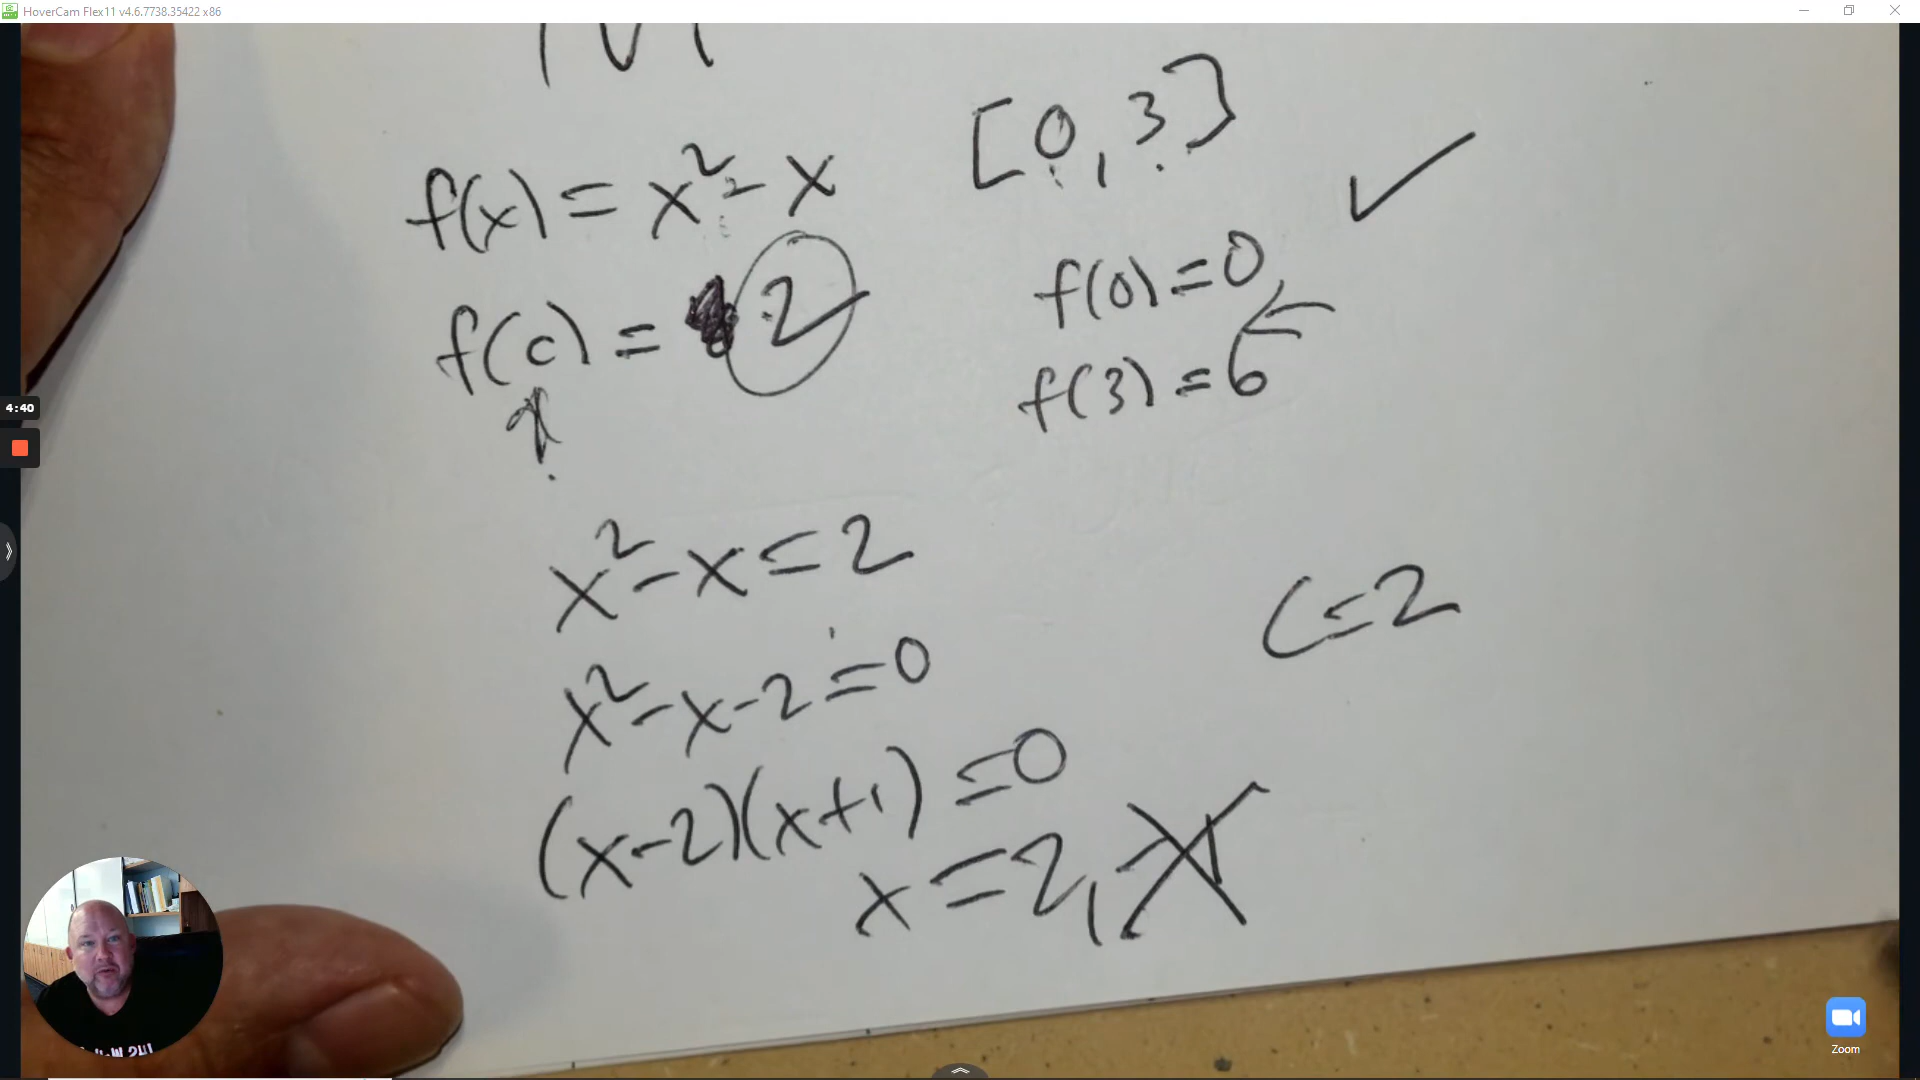 HoverCam Flex11 v4.6.7738.35422 x86
IVT
[0, 3]
f(x) = x² - x
f(0) = 0
f(c) = 2
f(3) = 6
4:40
x² - x = 2
c = 2
x² - x - 2 = 0
(x - 2)(x + 1) = 0
x = 2, -1
Zoom